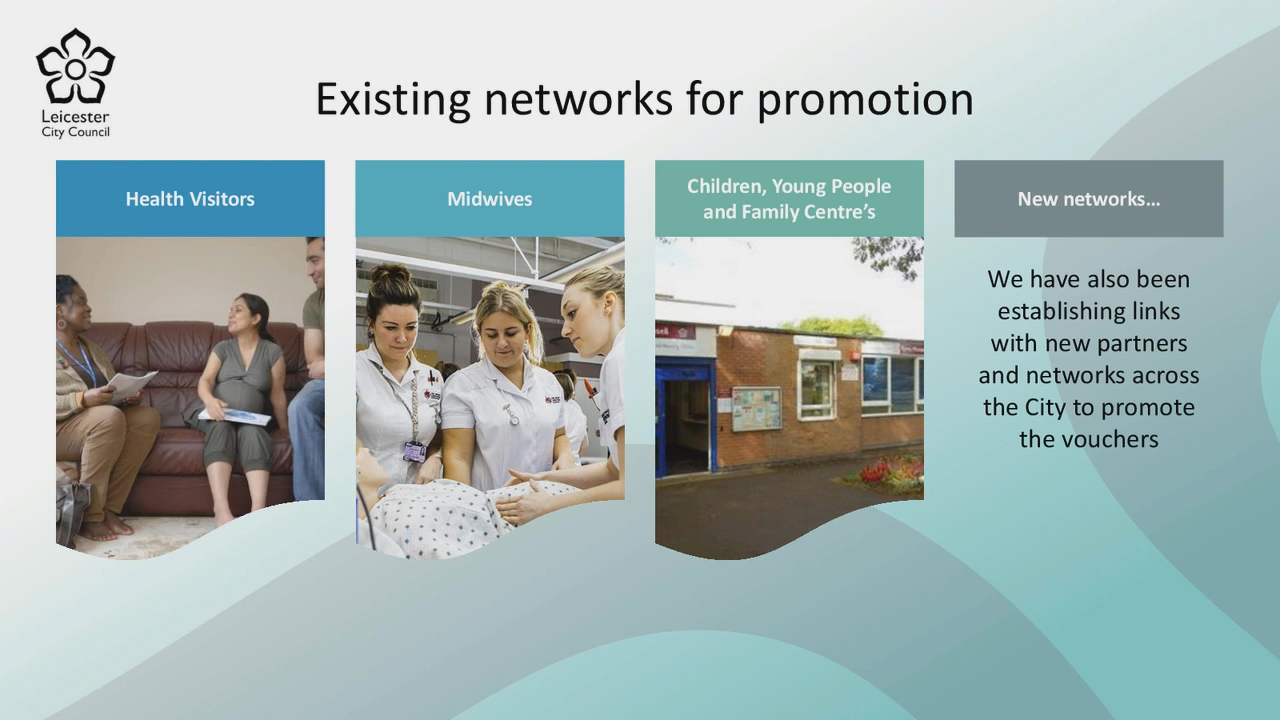 Leicester
City Council
Existing networks for promotion
Health Visitors
Midwives
Children, Young People
and Family Centre’s
New networks…
We have also been
establishing links
with new partners
and networks across
the City to promote
the vouchers